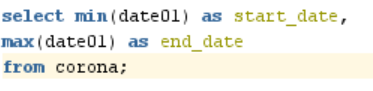 select min(date01) as start_date,
max(date01) as end_date
from corona;